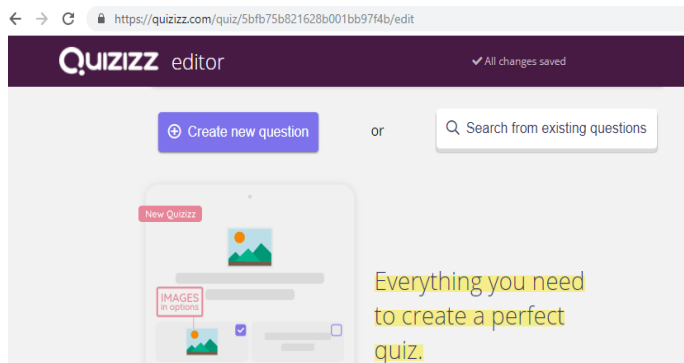 https://quizizz.com/quiz/5bfb75b821628b001bb97f4b/edit
Quizizz editor
All changes saved
Create new question
or
Search from existing questions
New Quizizz
IMAGES
in options
Everything you need
to create a perfect
quiz.